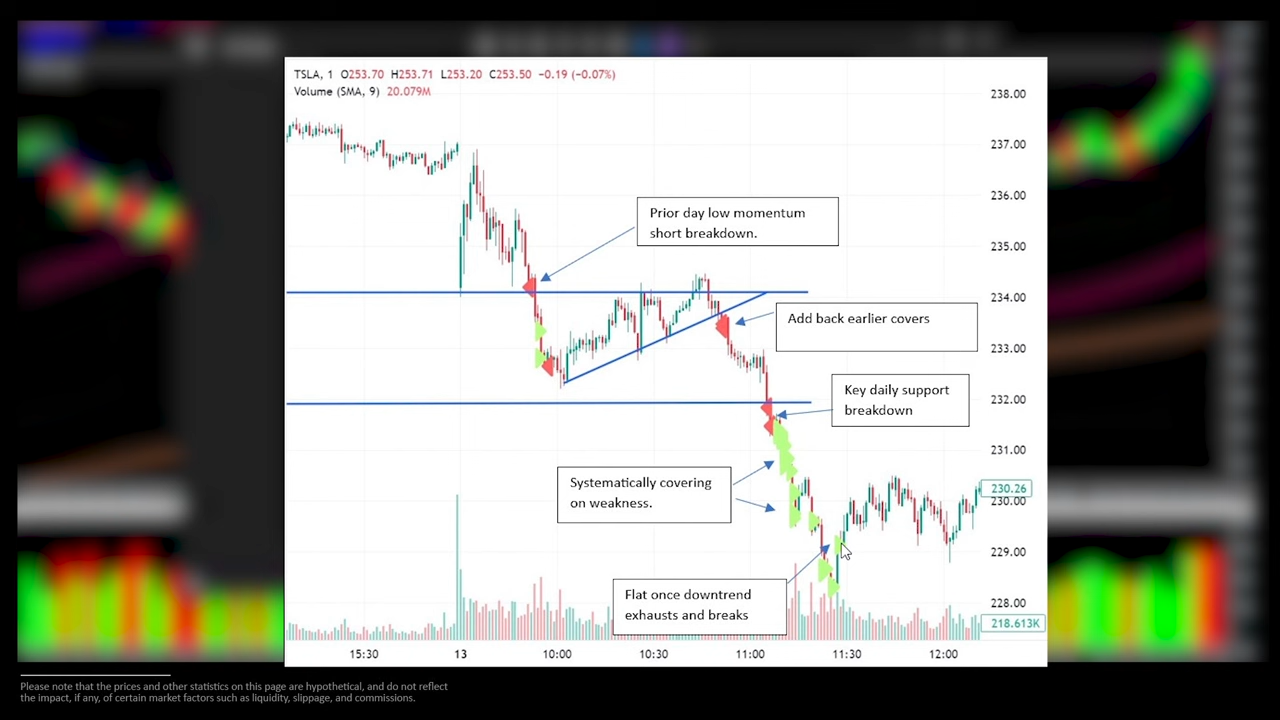 TSLA, 1 O253.70 H253.71 L253.20 C253.50 −0.19 (−0.07%)
Volume (SMA, 9) 20.079M
238.00
237.00
236.00
Prior day low momentum
short breakdown.
235.00
234.00
Add back earlier covers
233.00
Key daily support
breakdown
232.00
231.00
Systematically covering
on weakness.
230.26
230.00
229.00
Flat once downtrend
exhausts and breaks
228.00
218.613K
15:30 13 10:00 10:30 11:00 11:30 12:00
Please note that the prices and other statistics on this page are hypothetical, and do not reflect
the impact, if any, of certain market factors such as liquidity, slippage, and commissions.